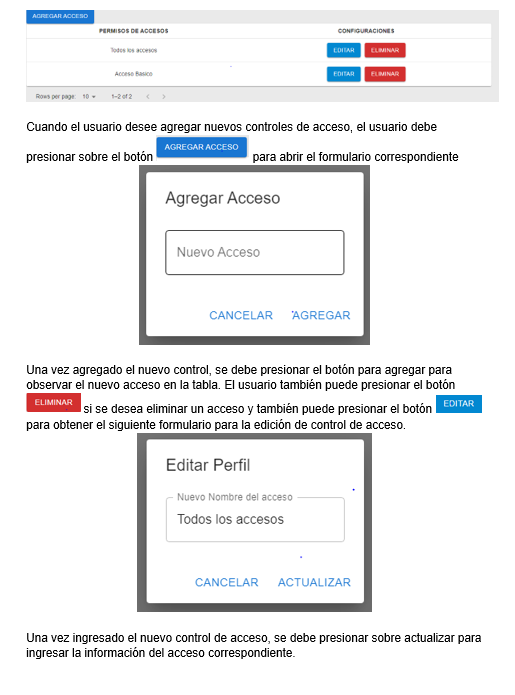 AGREGAR ACCESO
PERMISOS DE ACCESOS CONFIGURACIONES
Todos los accesos EDITAR ELIMINAR
Acceso Basico EDITAR ELIMINAR
Rows per page: 10 1–2 of 2
Cuando el usuario desee agregar nuevos controles de acceso, el usuario debe
presionar sobre el botón AGREGAR ACCESO para abrir el formulario correspondiente
Agregar Acceso
Nuevo Acceso
CANCELAR AGREGAR
Una vez agregado el nuevo control, se debe presionar el botón para agregar para
observar el nuevo acceso en la tabla. El usuario también puede presionar el botón
ELIMINAR si se desea eliminar un acceso y también puede presionar el botón EDITAR
para obtener el siguiente formulario para la edición de control de acceso.
Editar Perfil
Nuevo Nombre del acceso
Todos los accesos
CANCELAR ACTUALIZAR
Una vez ingresado el nuevo control de acceso, se debe presionar sobre actualizar para
ingresar la información del acceso correspondiente.